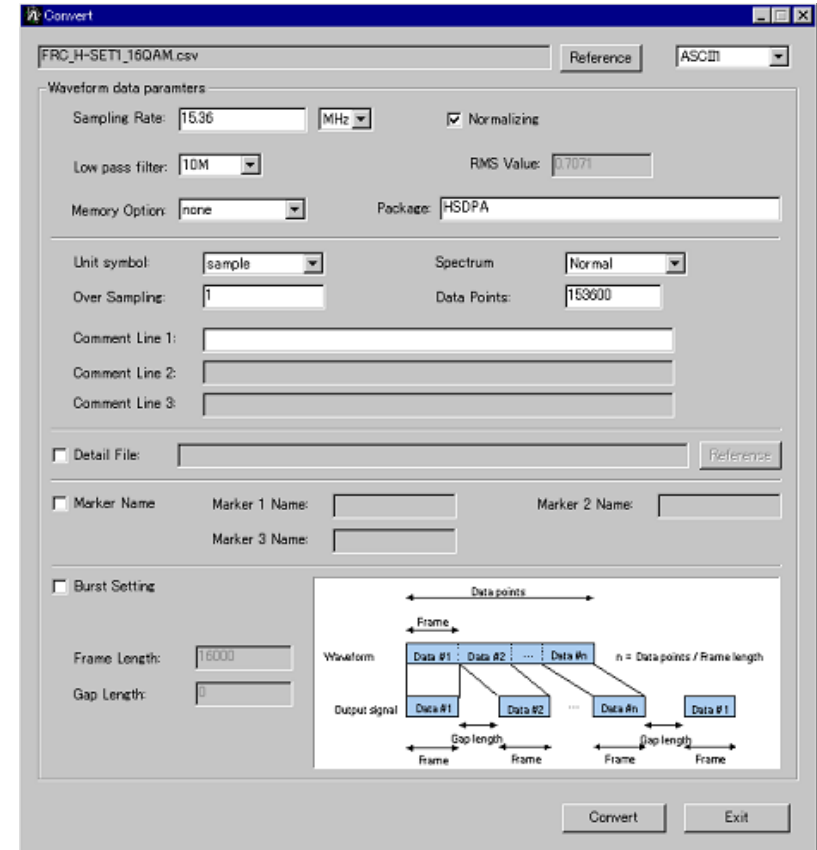 Convert
FRC_H-SET1_16QAM.csv Reference ASCII1
Waveform data paramters
Sampling Rate: 15.36 MHz Normalizing
Low pass filter: 10M RMS Value: 0.7071
Memory Option: none Package: HSDPA
Unit symbol: sample Spectrum Normal
Over Sampling: 1 Data Points: 153600
Comment Line 1:
Comment Line 2:
Comment Line 3:
Detail File: Reference
Marker Name Marker 1 Name: Marker 2 Name:
Marker 3 Name:
Burst Setting
Data points
Frame
Frame Length: 16000 Waveform Data #1 Data #2 ... Data #n n = Data points / Frame length
Gap Length: 0 Output signal Data #1 Data #2 ... Data #n Data #1
Gap length Gap length
Frame Frame Frame Frame
Convert Exit